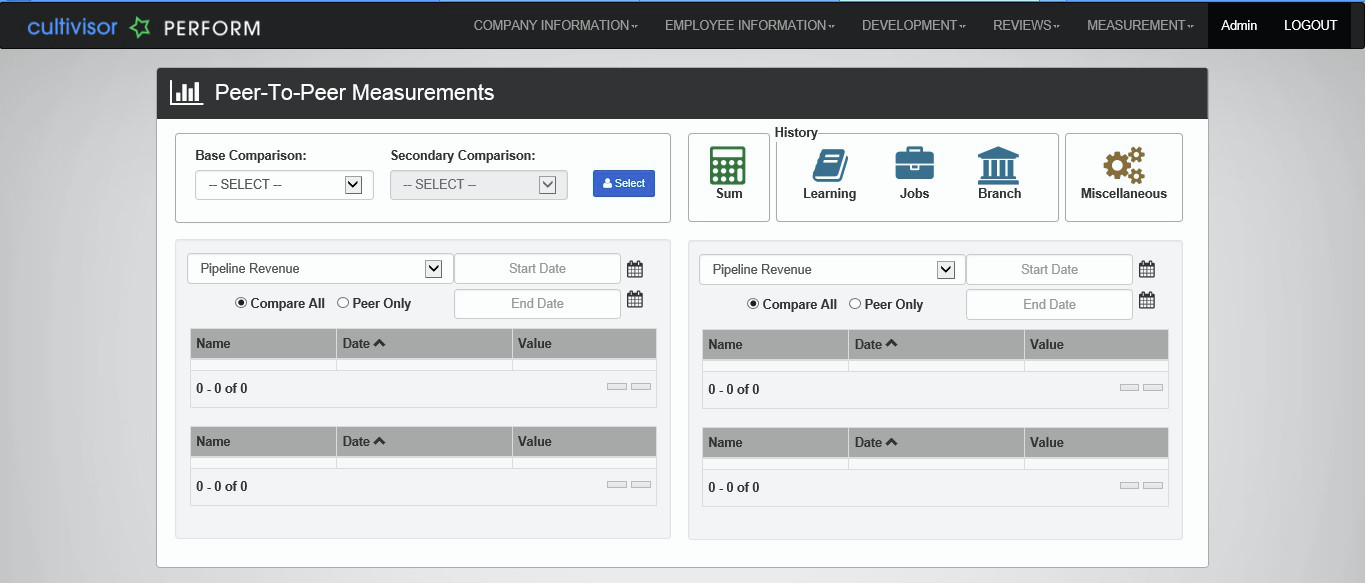 cultivisor PERFORM COMPANY INFORMATION EMPLOYEE INFORMATION DEVELOPMENT REVIEWS MEASUREMENT Admin LOGOUT
Peer-To-Peer Measurements
Base Comparison: Secondary Comparison:
-- SELECT -- -- SELECT -- Select
History
Sum Learning Jobs Branch Miscellaneous
Pipeline Revenue Start Date
Compare All Peer Only End Date
Name Date Value
0 - 0 of 0
Name Date Value
0 - 0 of 0
Pipeline Revenue Start Date
Compare All Peer Only End Date
Name Date Value
0 - 0 of 0
Name Date Value
0 - 0 of 0